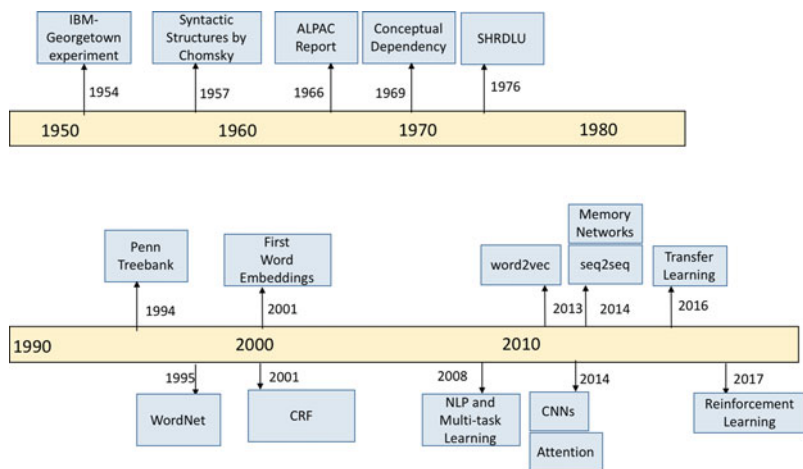 IBM-
Georgetown
experiment
Syntactic
Structures by
Chomsky
ALPAC
Report
Conceptual
Dependency
SHRDLU
1954
1957
1966
1969
1976
1950
1960
1970
1980
Penn
Treebank
First
Word
Embeddings
word2vec
Memory
Networks
seq2seq
Transfer
Learning
1994
2001
2013
2014
2016
1990
2000
2010
1995
2001
2008
2014
2017
WordNet
CRF
NLP and
Multi-task
Learning
CNNs
Attention
Reinforcement
Learning